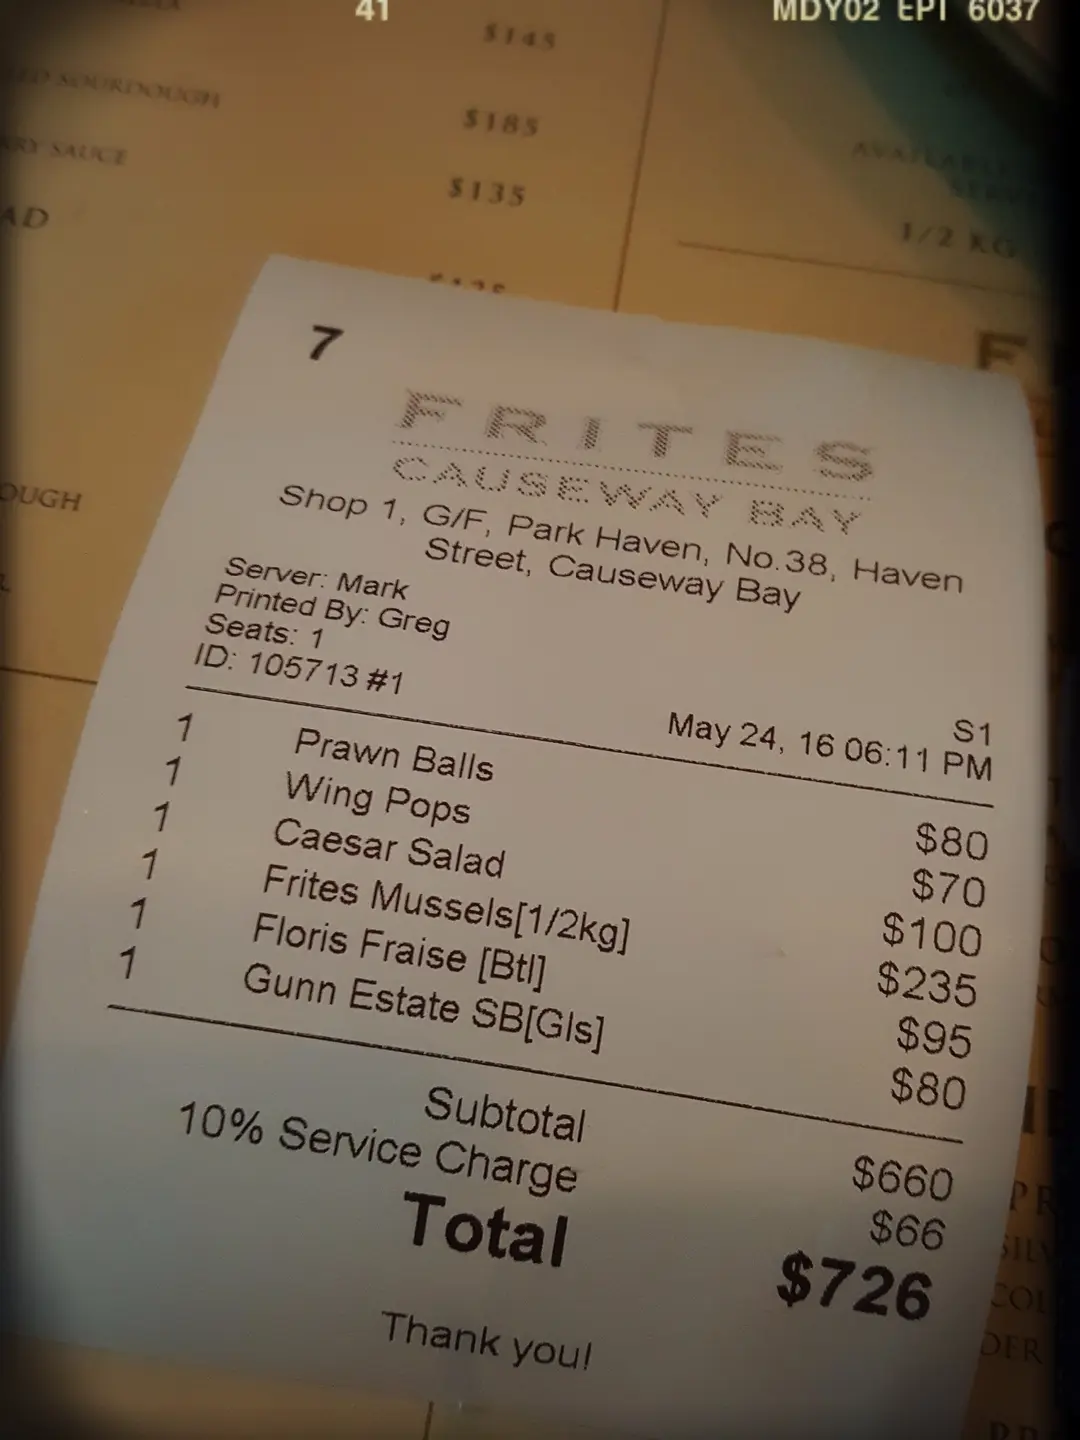 41 MDY02 EPI 6037
$145
SOURDOUGH $185
SAUCE $135
1/2 KG
7
FRITES
CAUSEWAY BAY
Shop 1, G/F, Park Haven, No.38, Haven
Street, Causeway Bay
Server: Mark
Printed By: Greg
Seats: 1
ID: 105713 #1
S1
May 24, 16 06:11 PM
1 Prawn Balls $80
1 Wing Pops $70
1 Caesar Salad $100
1 Frites Mussels[1/2kg] $235
1 Floris Fraise [Btl] $95
1 Gunn Estate SB[Gls] $80
Subtotal $660
10% Service Charge $66
Total $726
Thank you!